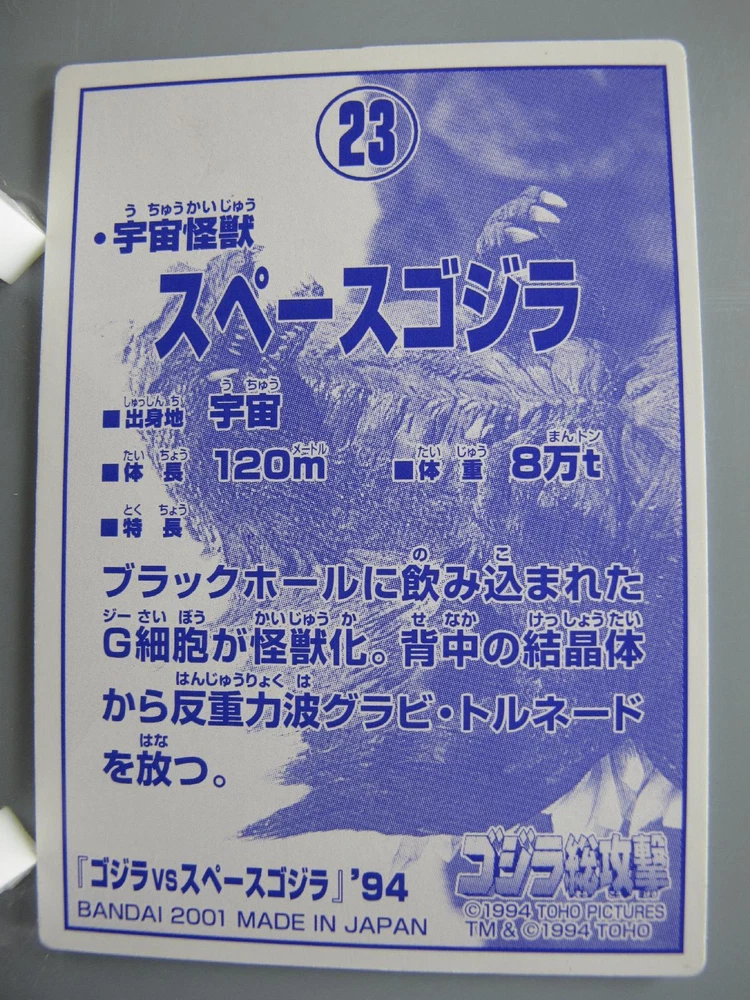 23
うちゅうかいじゅう
・宇宙怪獣
スペースゴジラ
しゅっしんち うちゅう
■出身地 宇宙
たいちょう メートル たいじゅう まんトン
■体長 120m ■体重 8万t
とくちょう
■特長
のこ
ブラックホールに飲み込まれた
ジーさいぼう かいじゅうか せなか けっしょうたい
G細胞が怪獣化。背中の結晶体
はんじゅうりょくは
から反重力波グラビ・トルネード
はな
を放つ。
『ゴジラVSスペースゴジラ』'94
ゴジラ総攻撃
BANDAI 2001 MADE IN JAPAN
©1994 TOHO PICTURES
TM & ©1994 TOHO